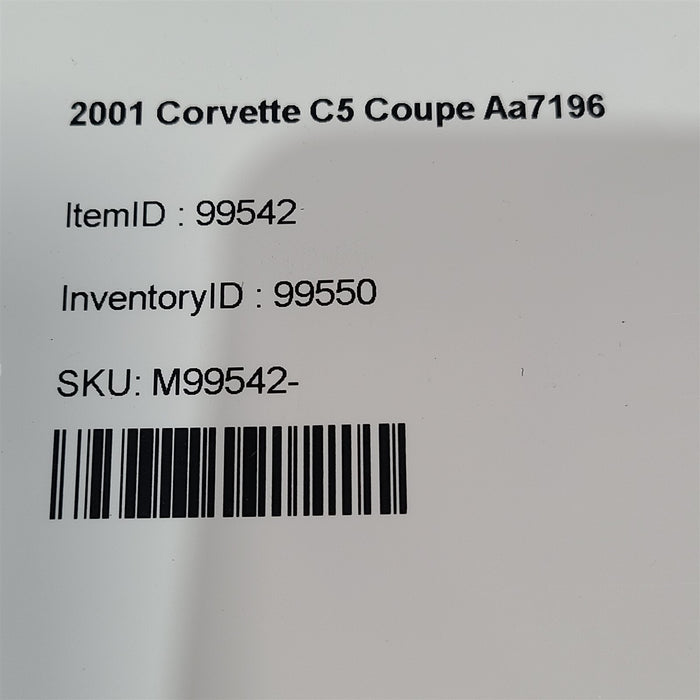 2001 Corvette C5 Coupe Aa7196
ItemID : 99542
InventoryID : 99550
SKU: M99542-